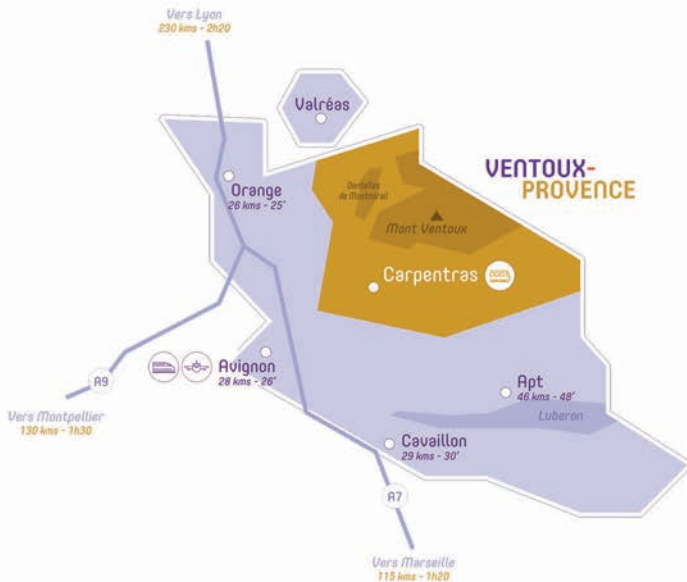 Vers Lyon
230 kms - 2h20
Valréas
VENTOUX-
PROVENCE
Orange
26 kms - 25'
Dentelles
de Montmirail
Mont Ventoux
Carpentras
Avignon
28 kms - 26'
A9
Vers Montpellier
130 kms - 1h30
Apt
46 kms - 48'
Luberon
Cavaillon
29 kms - 30'
A7
Vers Marseille
115 kms - 1h20